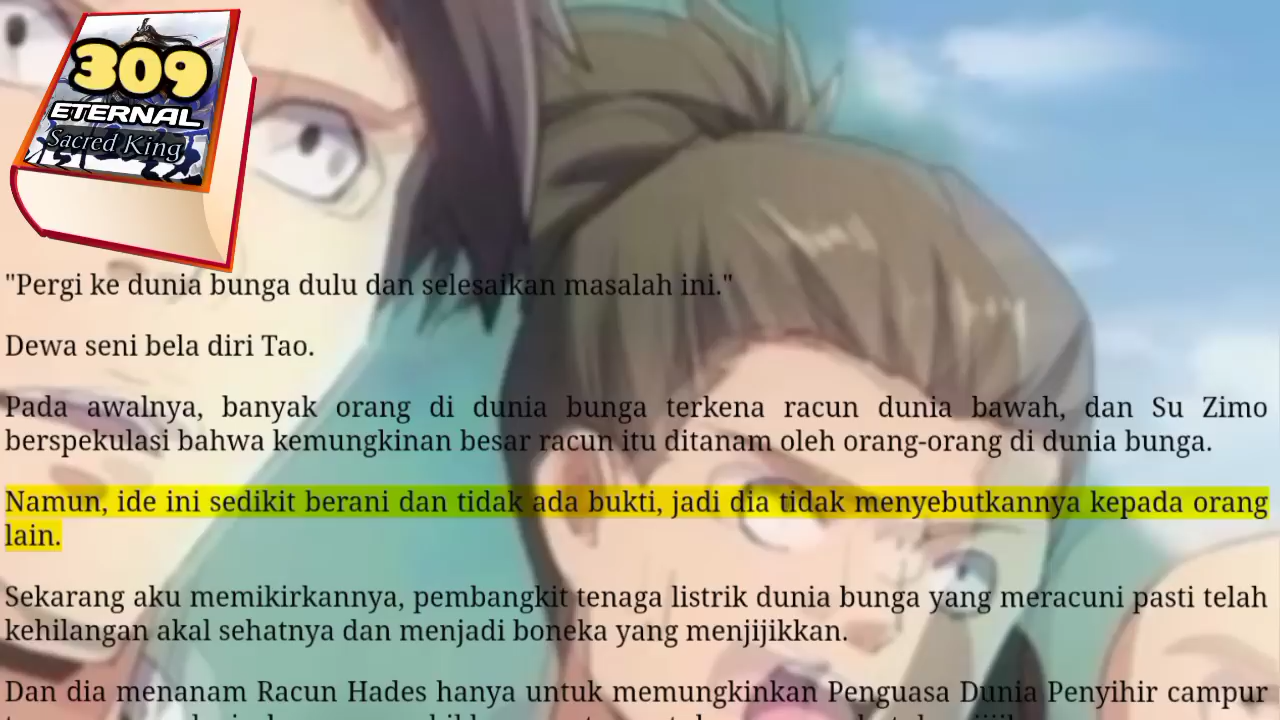 309
ETERNAL
Sacred King
"Pergi ke dunia bunga dulu dan selesaikan masalah ini."
Dewa seni bela diri Tao.
Pada awalnya, banyak orang di dunia bunga terkena racun dunia bawah, dan Su Zimo
berspekulasi bahwa kemungkinan besar racun itu ditanam oleh orang-orang di dunia bunga.
Namun, ide ini sedikit berani dan tidak ada bukti, jadi dia tidak menyebutkannya kepada orang
lain.
Sekarang aku memikirkannya, pembangkit tenaga listrik dunia bunga yang meracuni pasti telah
kehilangan akal sehatnya dan menjadi boneka yang menjijikkan.
Dan dia menanam Racun Hades hanya untuk memungkinkan Penguasa Dunia Penyihir campur